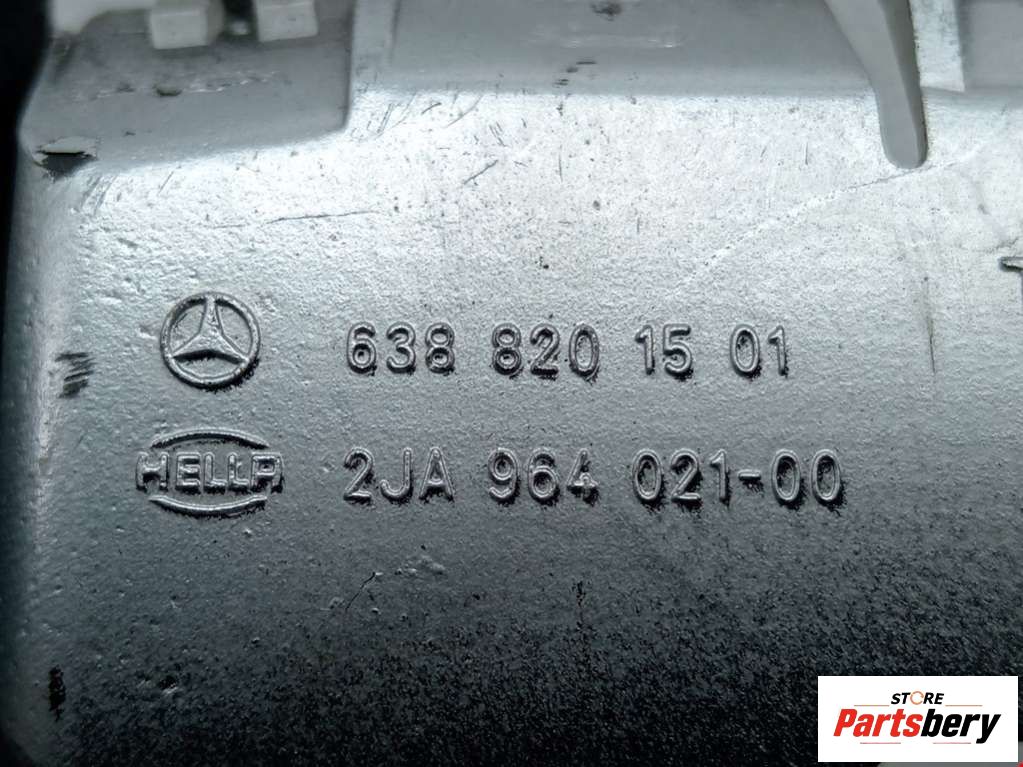 638 820 15 01
HELLA 2JA 964 021-00
STORE
Partsbery